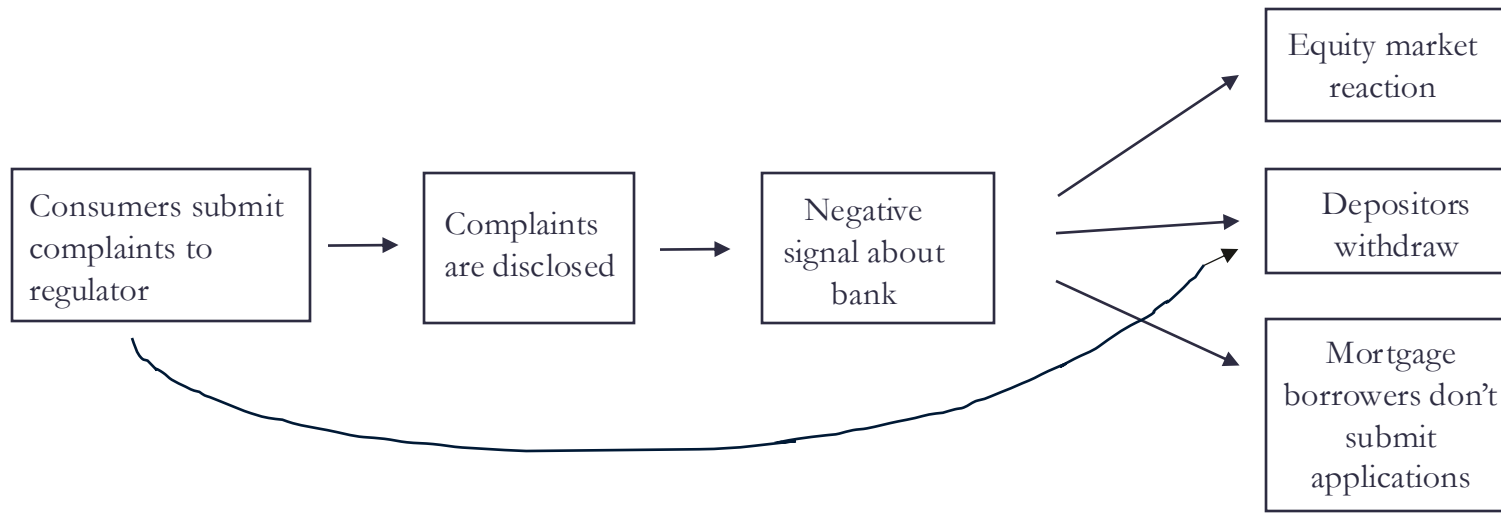 Consumers submit
complaints to
regulator
Complaints
are disclosed
Negative
signal about
bank
Equity market
reaction
Depositors
withdraw
Mortgage
borrowers don’t
submit
applications